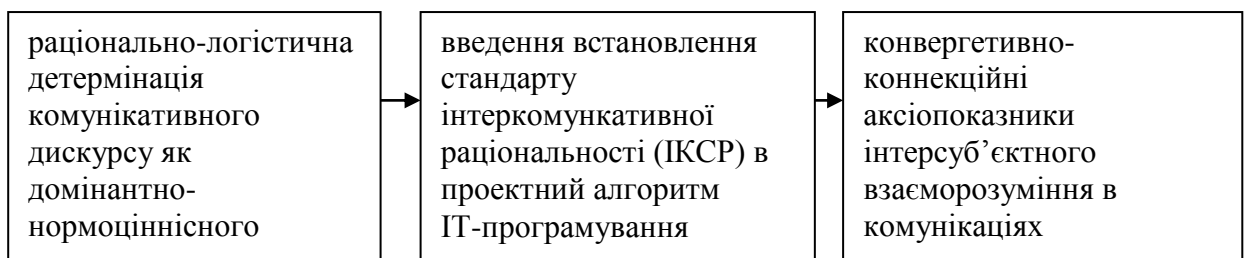 раціонально-логістична
детермінація
комунікативного
дискурсу як
домінантно-
нормоціннісного
введення встановлення
стандарту
інтеркомункативної
раціональності (ІКСР) в
проектний алгоритм
ІТ-програмування
конвергетивно-
коннекційні
аксіопоказники
інтерсуб’єктного
взаєморозуміння в
комунікаціях